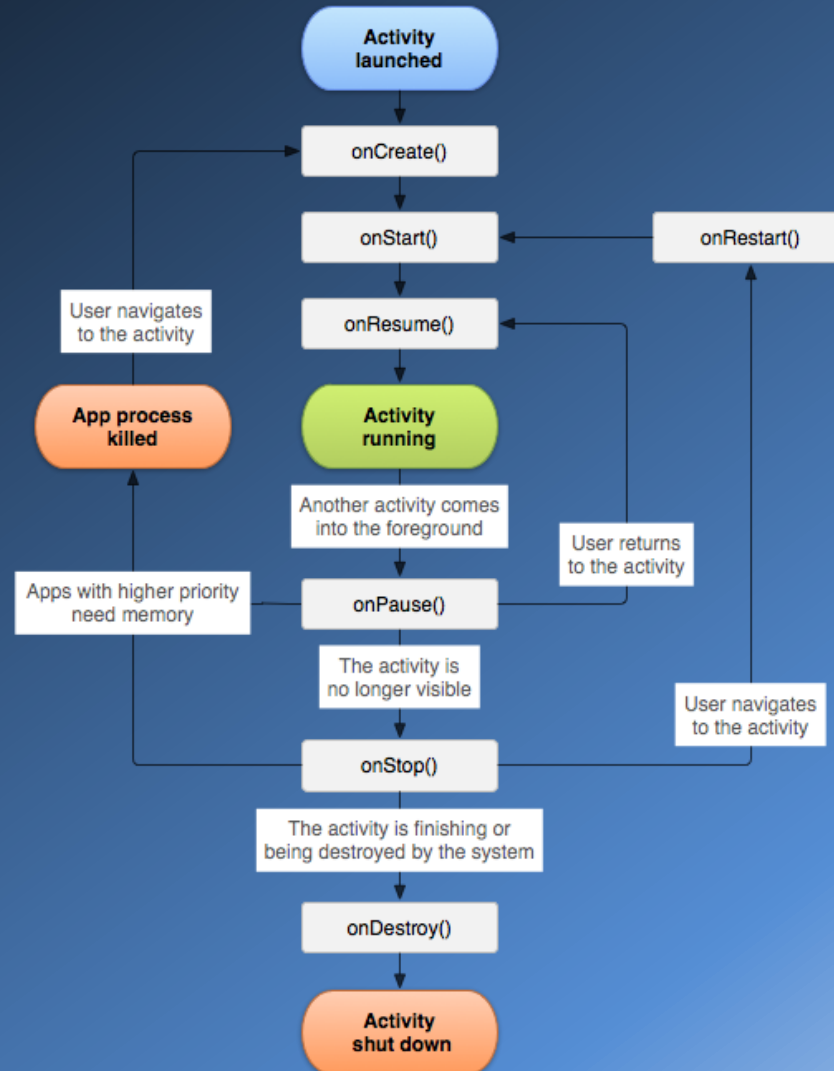 Activity
launched
onCreate()
onStart()
onRestart()
User navigates
to the activity
onResume()
App process
killed
Activity
running
Another activity comes
into the foreground
User returns
to the activity
Apps with higher priority
need memory
onPause()
The activity is
no longer visible
User navigates
to the activity
onStop()
The activity is finishing or
being destroyed by the system
onDestroy()
Activity
shut down